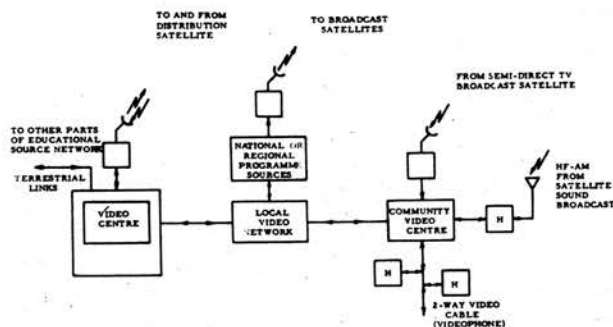 TO AND FROM
DISTRIBUTION
SATELLITE
TO BROADCAST
SATELLITES
FROM SEMI-DIRECT TV
BROADCAST SATELLITE
TO OTHER PARTS
OF EDUCATIONAL
SOURCE NETWORK
TERRESTRIAL
LINKS
NATIONAL OR
REGIONAL
PROGRAMME
SOURCES
HF-AM
FROM
SATELLITE
SOUND
BROADCAST
VIDEO
CENTRE
LOCAL
VIDEO
NETWORK
COMMUNITY
VIDEO
CENTRE
H
H
H
2-WAY VIDEO
CABLE
(VIDEOPHONE)